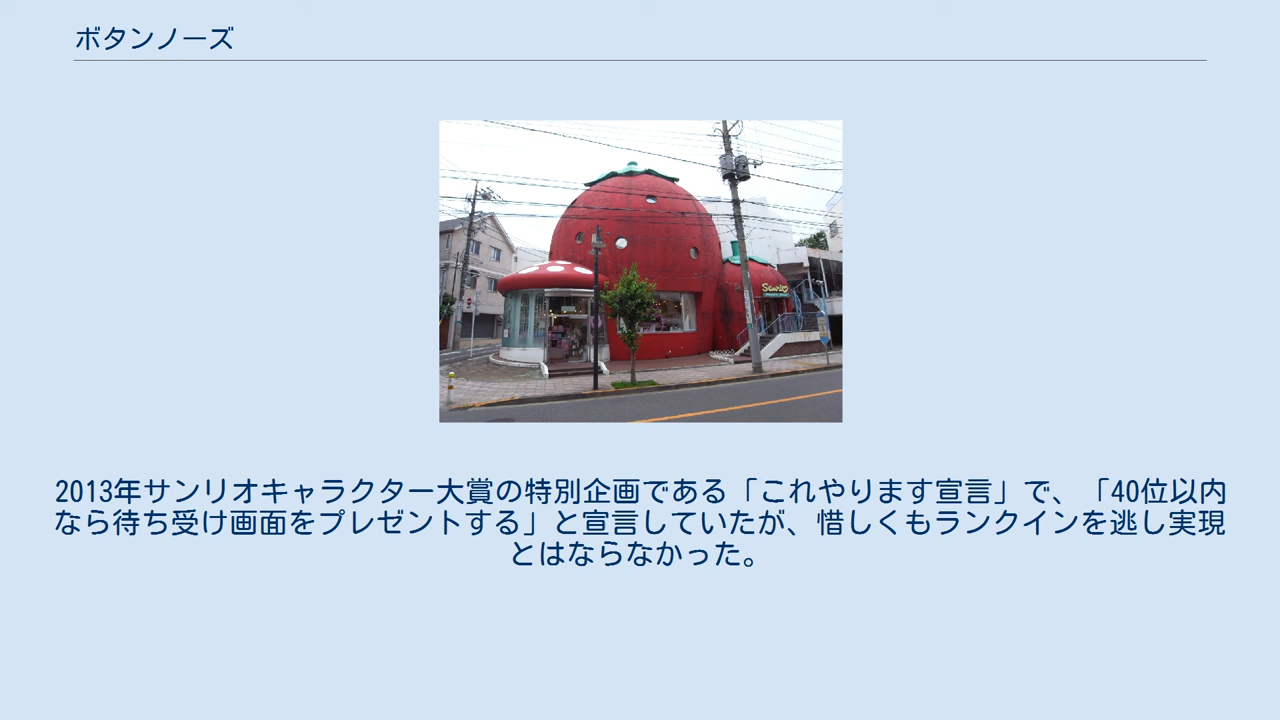 ボタンノーズ
Sanrio
2013年サンリオキャラクター大賞の特別企画である「これやります宣言」で、「40位以内
なら待ち受け画面をプレゼントする」と宣言していたが、惜しくもランクインを逃し実現
とはならなかった。